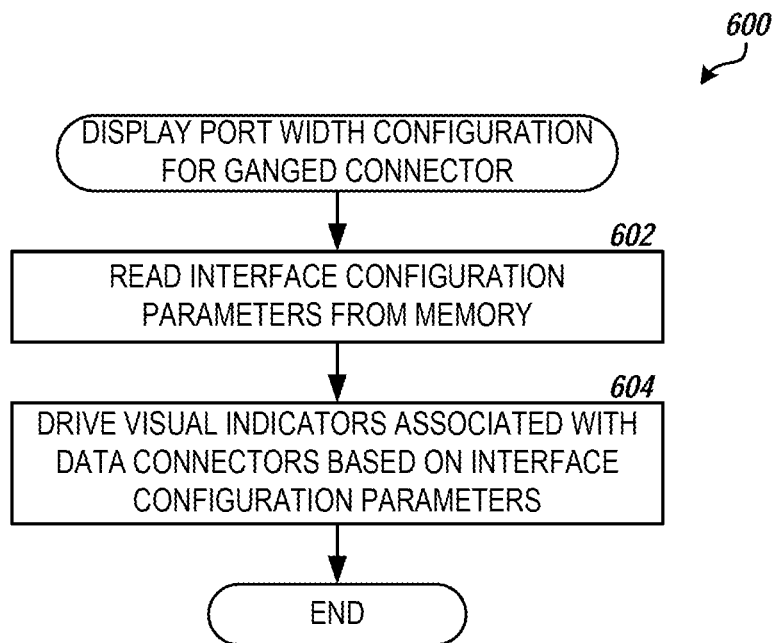 600
DISPLAY PORT WIDTH CONFIGURATION
FOR GANGED CONNECTOR
602
READ INTERFACE CONFIGURATION
PARAMETERS FROM MEMORY
604
DRIVE VISUAL INDICATORS ASSOCIATED WITH
DATA CONNECTORS BASED ON INTERFACE
CONFIGURATION PARAMETERS
END